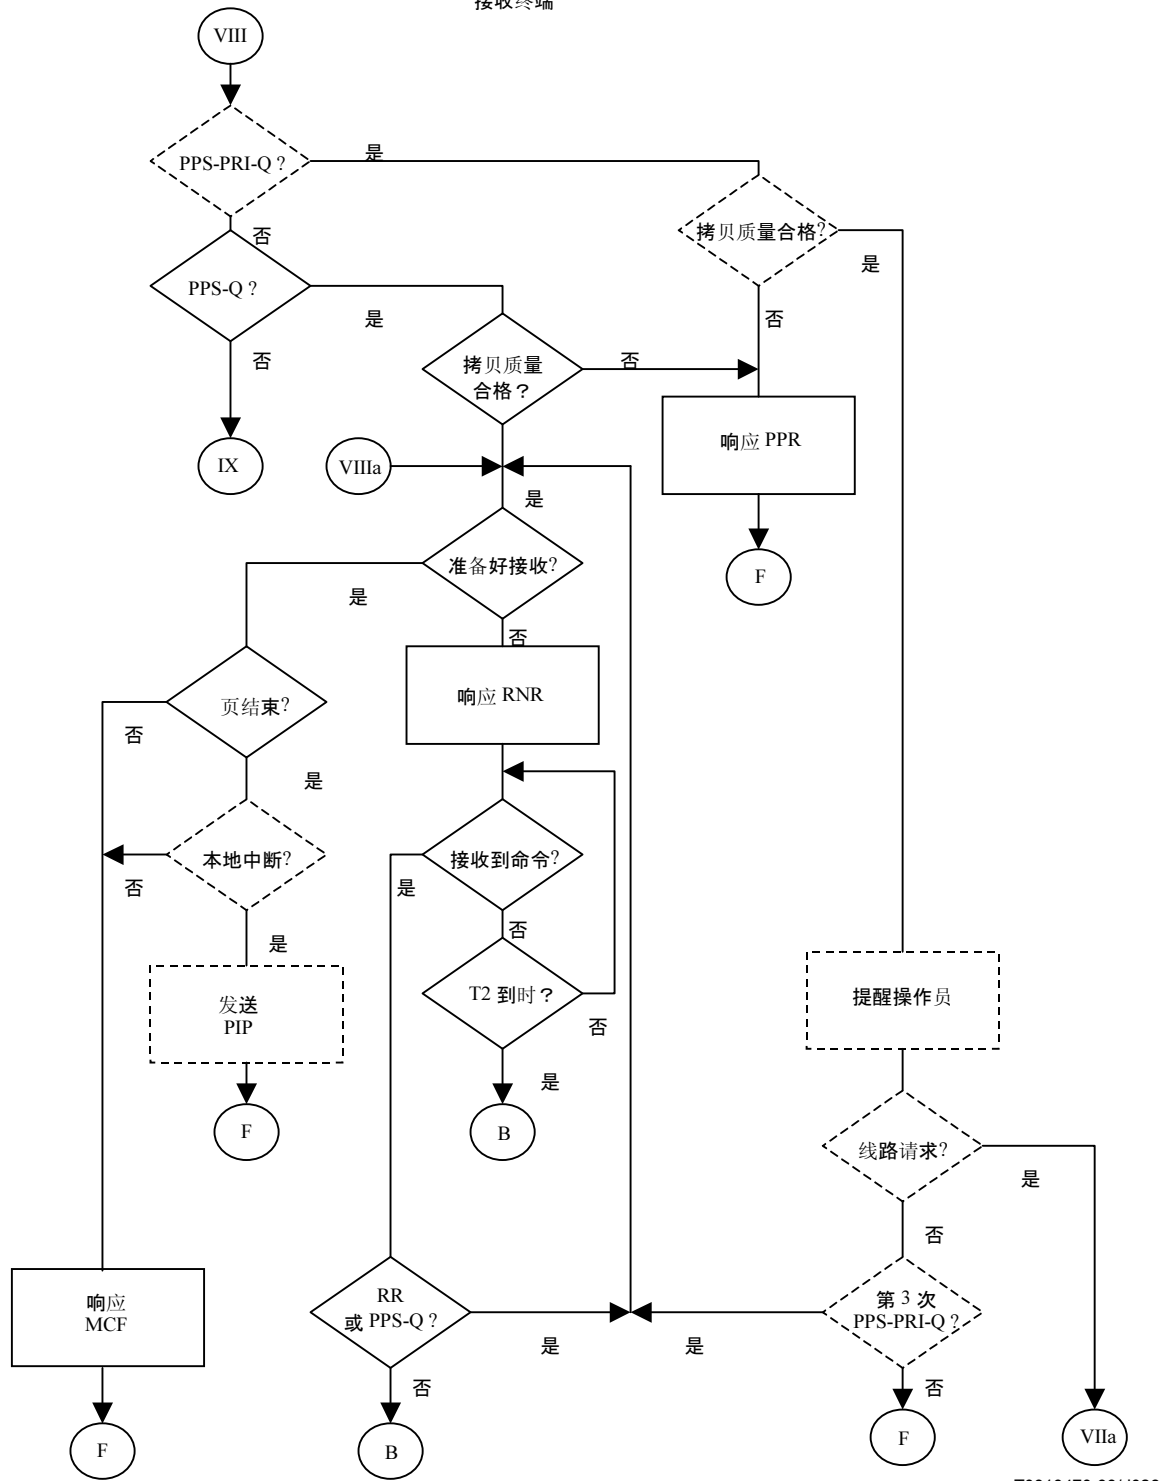 接收终端
VIII
PPS-PRI-Q ?
是
否
拷贝质量合格?
是
PPS-Q ?
是
否
否
拷贝质量
合格 ?
否
响应 PPR
IX
VIIIa
是
准备好接收?
F
是
否
响应 RNR
页结束?
否
是
本地中断?
接收到命令?
否
是
是
否
发送
PIP
T2 到时 ?
提醒操作员
否
是
F
B
线路请求?
是
否
响应
MCF
RR
或 PPS-Q ?
第 3 次
PPS-PRI-Q ?
是
是
否
否
F
B
F
VIIa